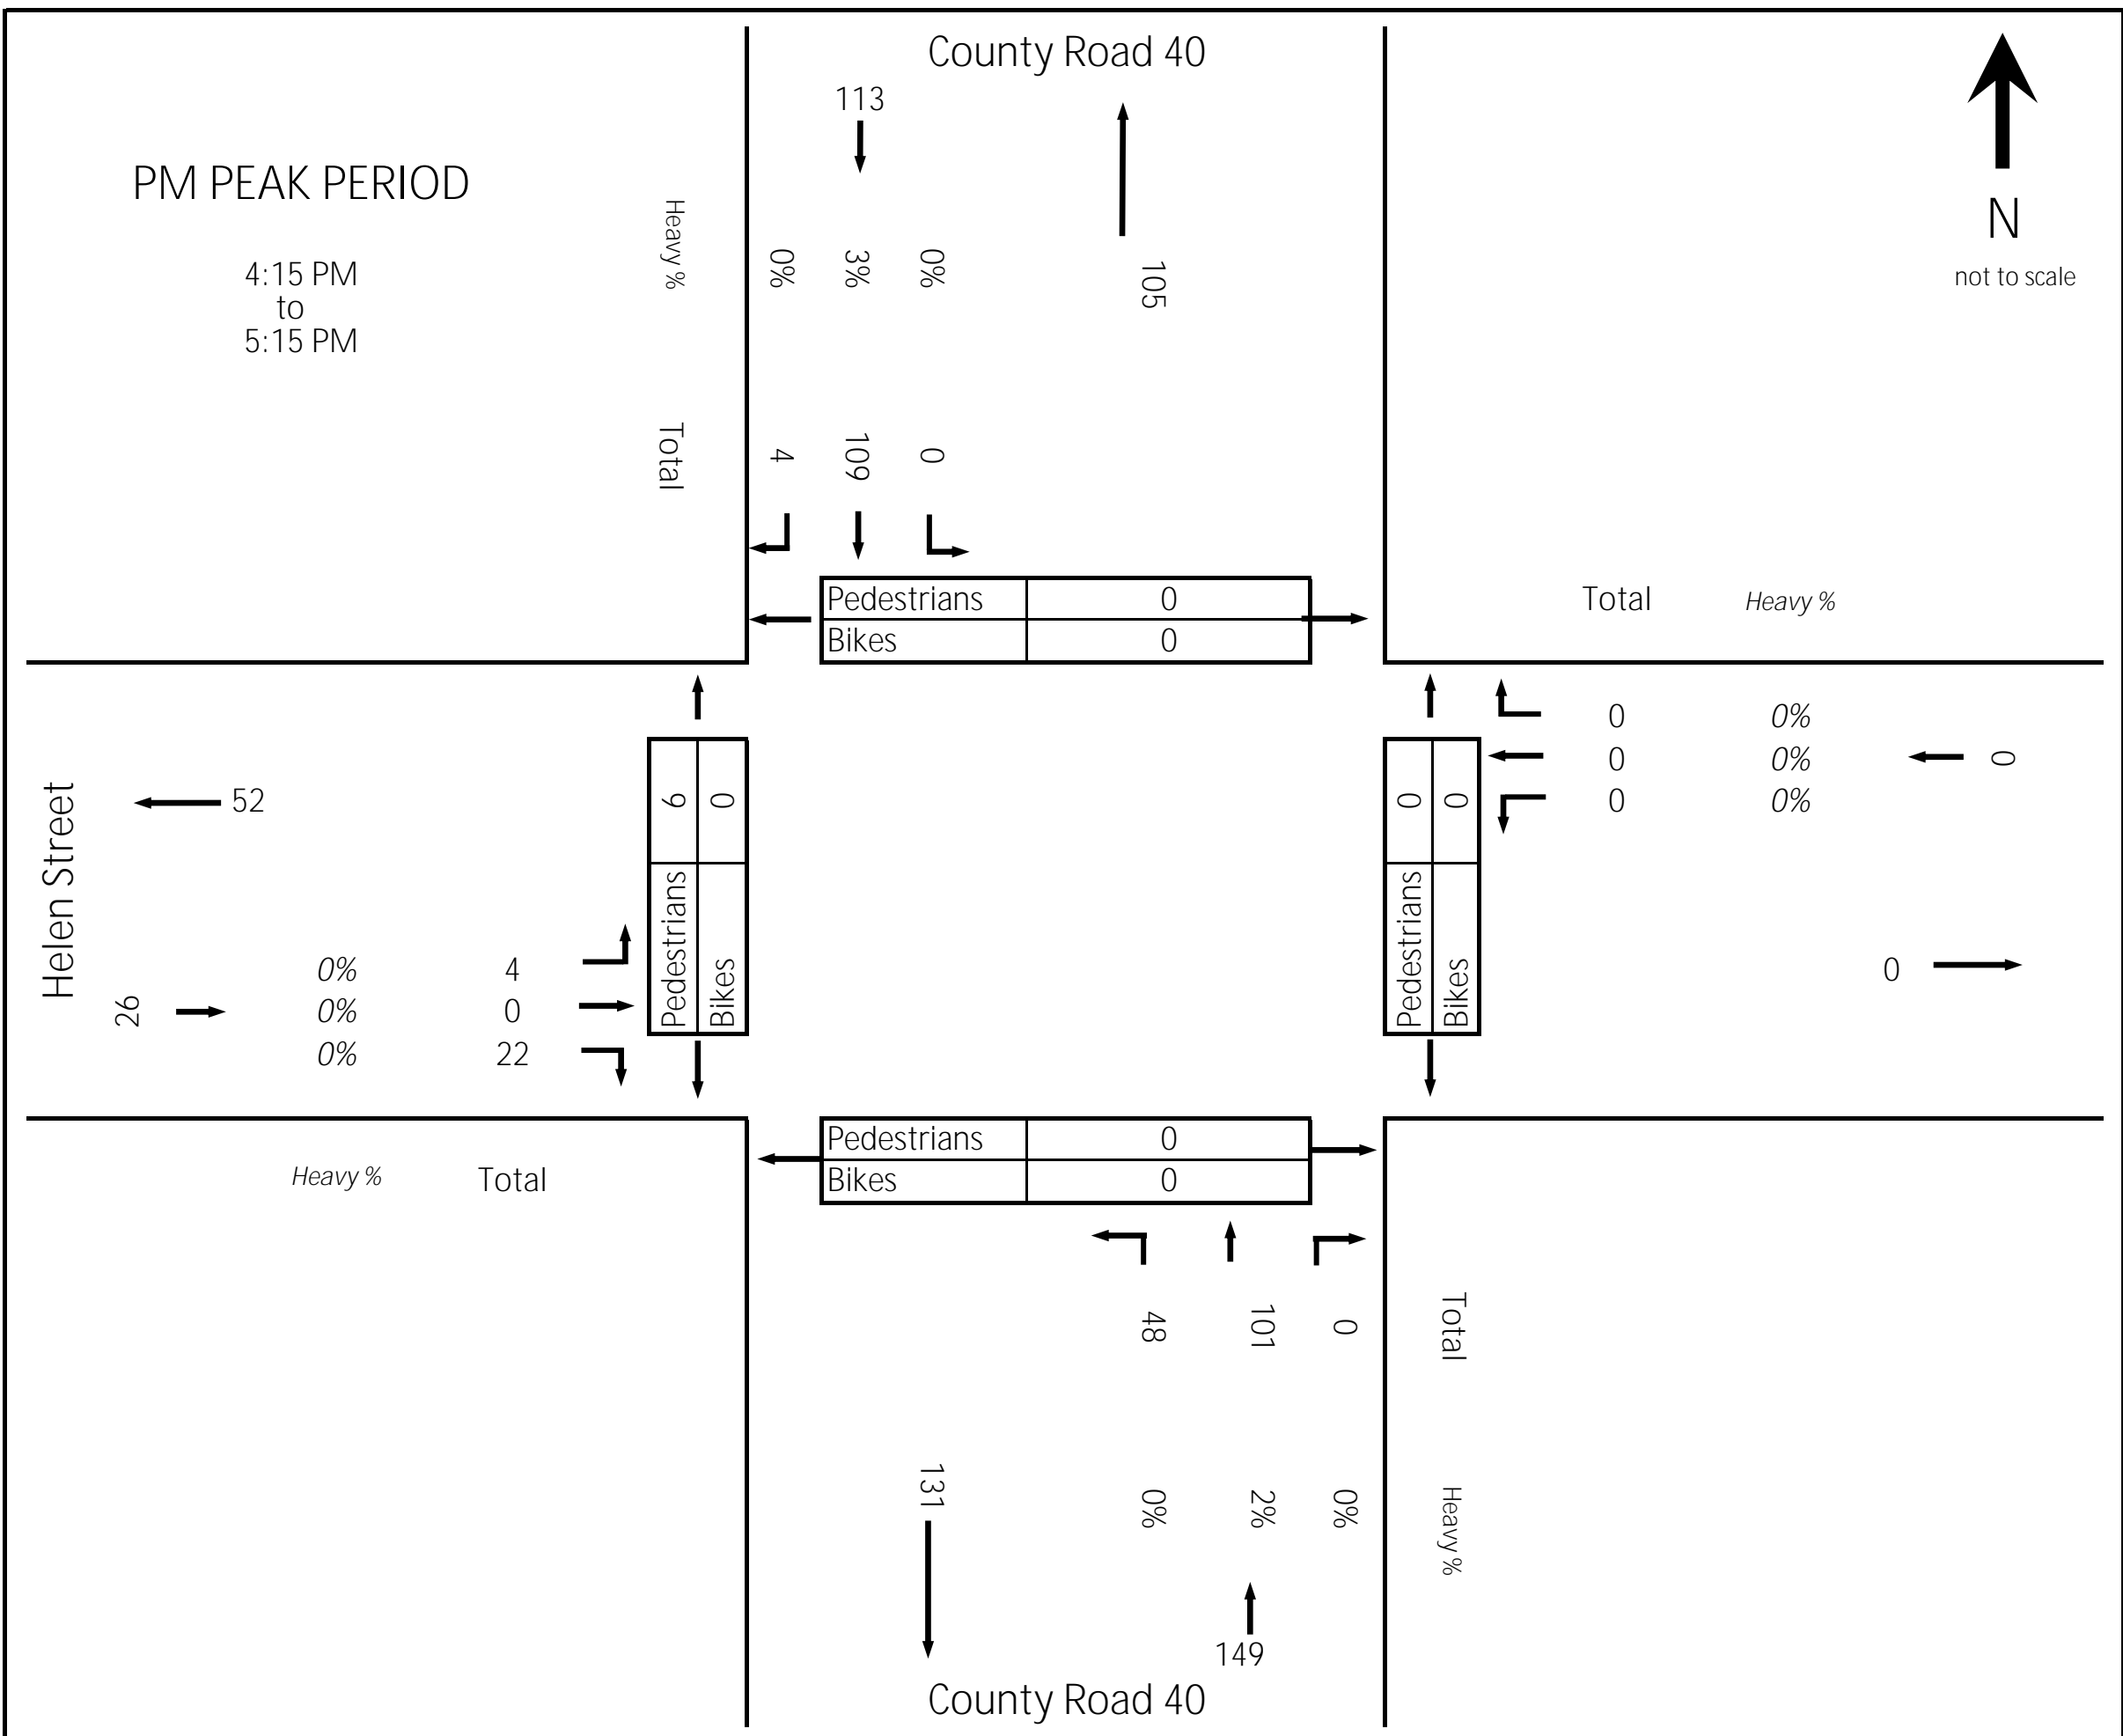 County Road 40
113
PM PEAK PERIOD
4:15 PM
to
5:15 PM
Heavy %
0%
3%
0%
105
N
not to scale
Total
4
109
0
Pedestrians 0
Bikes 0
Total Heavy %
0 0%
0 0%
0 0%
0
Helen Street
52
Pedestrians 6
Bikes 0
Pedestrians 0
Bikes 0
26
0% 4
0% 0
0% 22
0
Heavy % Total
Pedestrians 0
Bikes 0
48
101
0
Total
131
0%
2%
0%
Heavy %
149
County Road 40